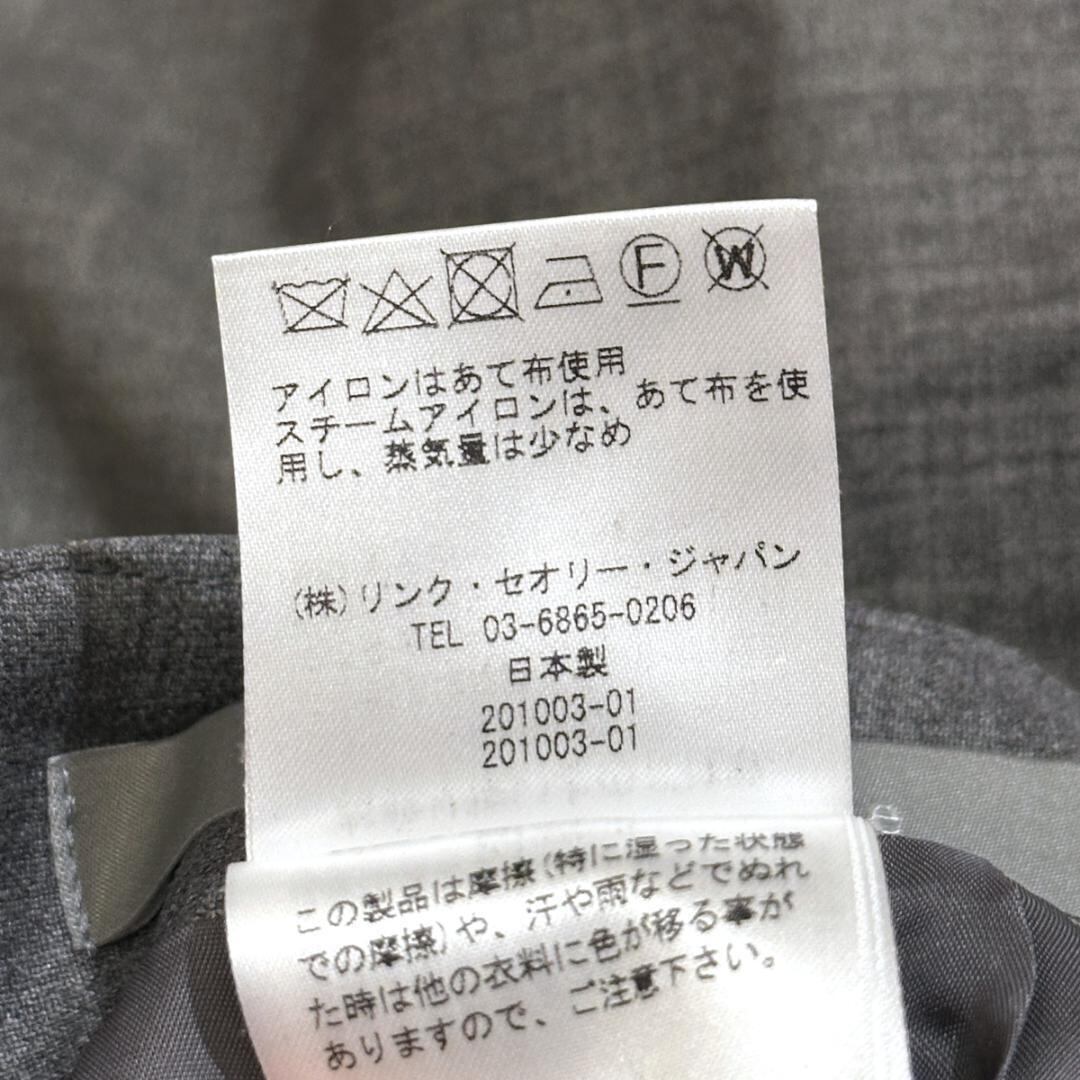 F W
アイロンはあて布使用
スチームアイロンは、あて布を使
用し、蒸気量は少なめ
(株)リンク・セオリー・ジャパン
TEL 03-6865-0206
日本製
201003-01
201003-01
この製品は摩擦(特に湿った状態
での摩擦)や、汗や雨などでぬれ
た時は他の衣料に色が移る事が
ありますので、ご注意下さい。